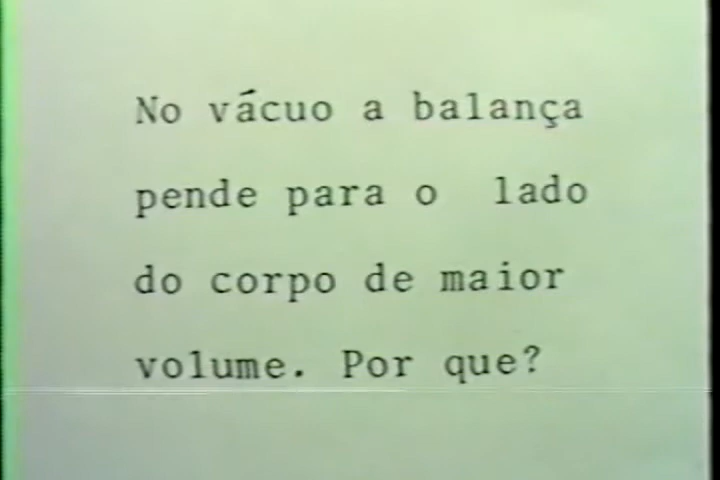 No vácuo a balança
pende para o lado
do corpo de maior
volume. Por que?